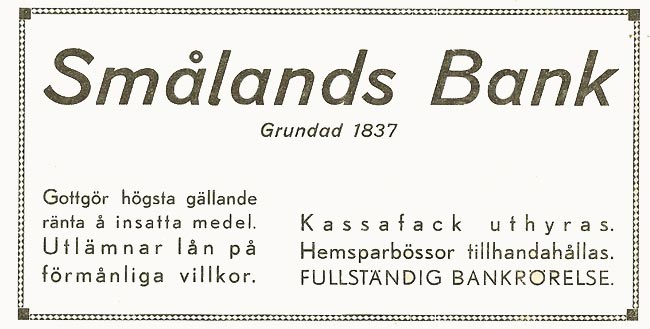 Smålands Bank
Grundad 1837
Gottgör högsta gällande
ränta å insatta medel.
Utlämnar lån på
förmånliga villkor.
Kassafack uthyras.
Hemsparbössor tillhandahållas.
FULLSTÄNDIG BANKRÖRELSE.